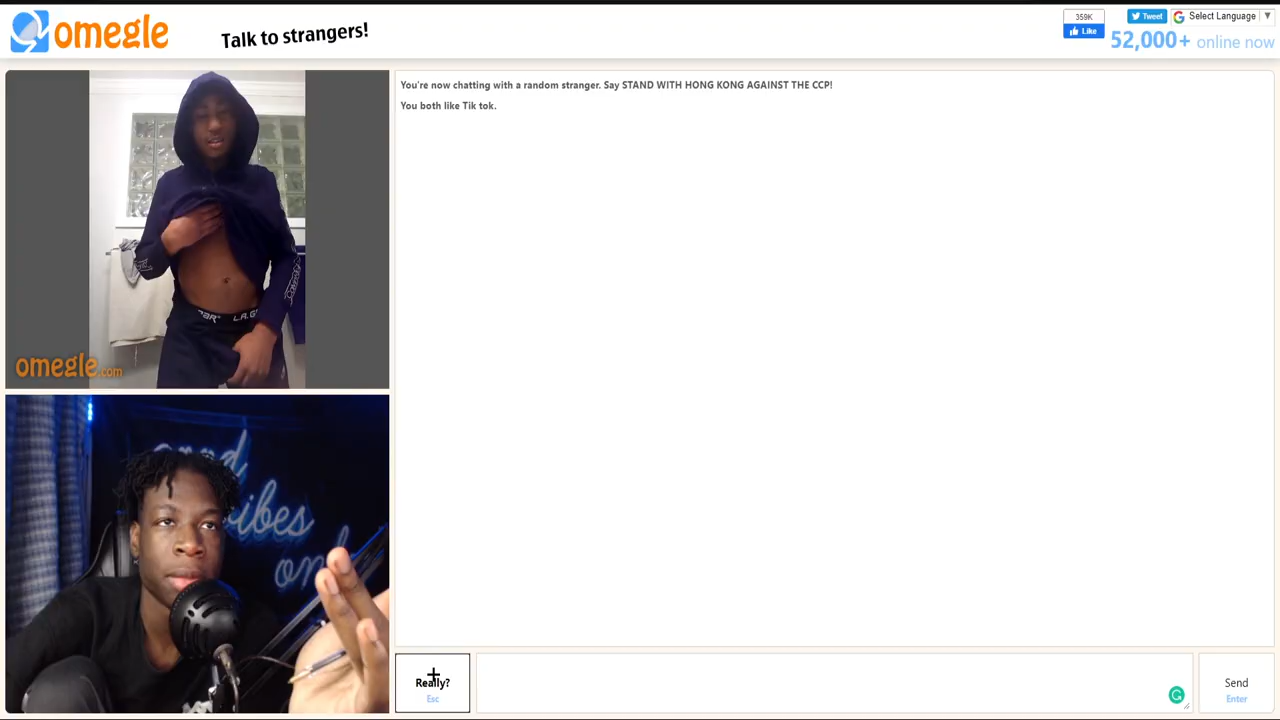 omegle
Talk to strangers!
359K
Like
Tweet
Select Language
52,000+ online now
You're now chatting with a random stranger. Say STAND WITH HONG KONG AGAINST THE CCP!
You both like Tik tok.
omegle.com
good
vibes
Really?
Esc
Send
Enter